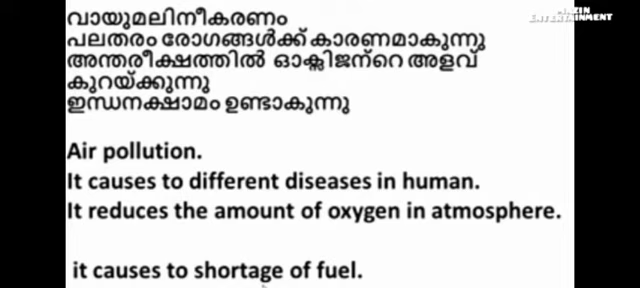 MAZIN
ENTERTAINMENT
വായുമലിനീകരണം
പലതരം രോഗങ്ങൾക്ക് കാരണമാകുന്നു
അന്തരീക്ഷത്തിൽ ഓക്സിജന്റെ അളവ്
കുറയ്ക്കുന്നു
ഇന്ധനക്ഷാമം ഉണ്ടാകുന്നു
Air pollution.
It causes to different diseases in human.
It reduces the amount of oxygen in atmosphere.
it causes to shortage of fuel.